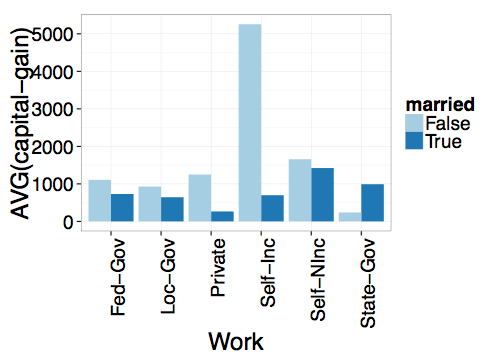 AVG(capital−gain)
5000
4000
3000
2000
1000
0
Fed−Gov
Loc−Gov
Private
Self−Inc
Self−NInc
State−Gov
Work
married
False
True